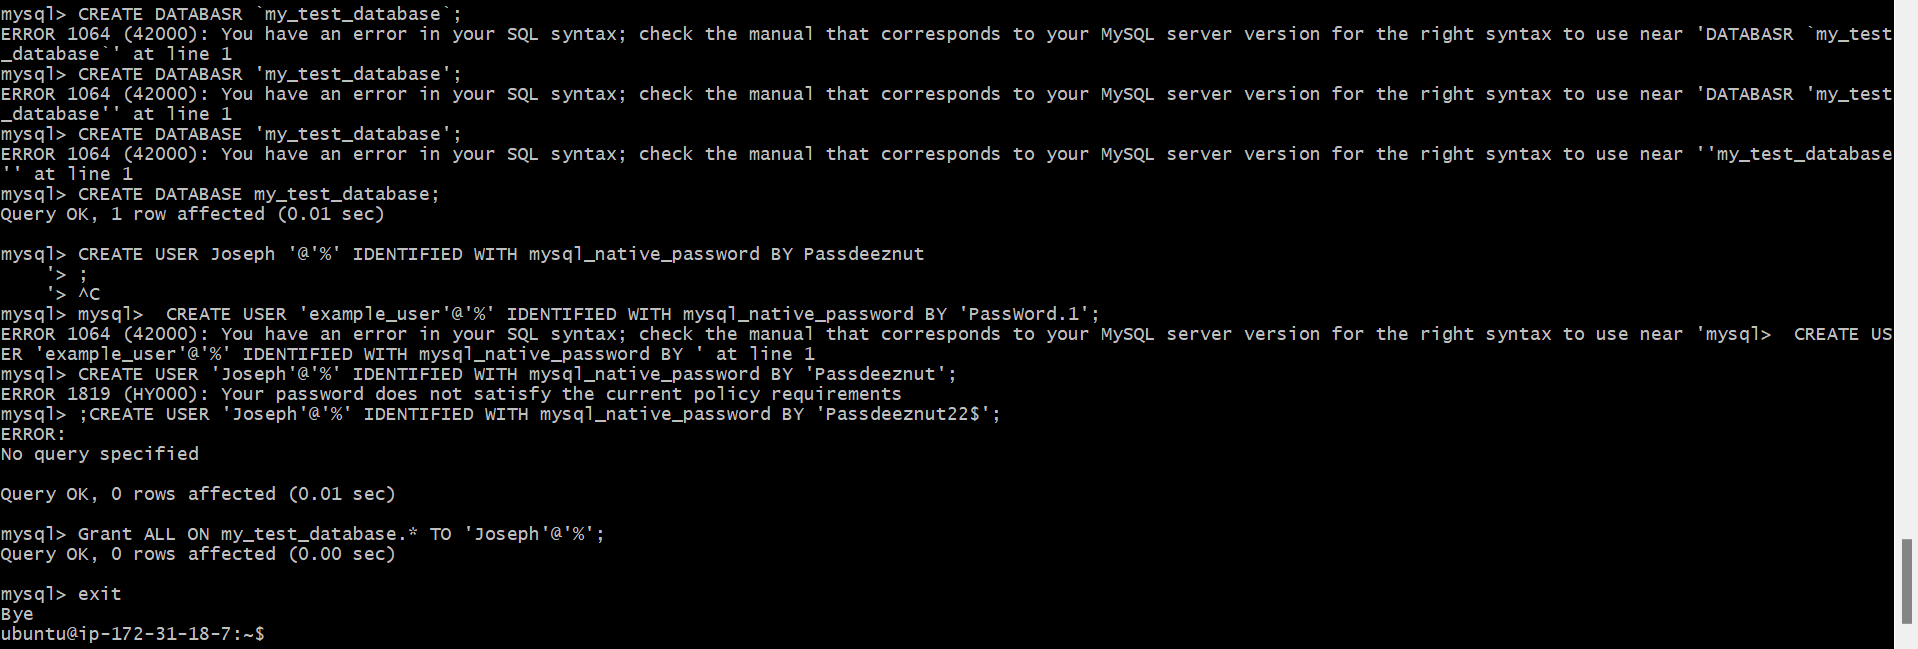 mysql> CREATE DATABASR `my_test_database`;
ERROR 1064 (42000): You have an error in your SQL syntax; check the manual that corresponds to your MySQL server version for the right syntax to use near 'DATABASR `my_test
_database`' at line 1
mysql> CREATE DATABASR 'my_test_database';
ERROR 1064 (42000): You have an error in your SQL syntax; check the manual that corresponds to your MySQL server version for the right syntax to use near 'DATABASR 'my_test
_database'' at line 1
mysql> CREATE DATABASE 'my_test_database';
ERROR 1064 (42000): You have an error in your SQL syntax; check the manual that corresponds to your MySQL server version for the right syntax to use near ''my_test_database
'' at line 1
mysql> CREATE DATABASE my_test_database;
Query OK, 1 row affected (0.01 sec)
mysql> CREATE USER Joseph '@'%' IDENTIFIED WITH mysql_native_password BY Passdeeznut
'> ;
'> ^C
mysql> mysql>  CREATE USER 'example_user'@'%' IDENTIFIED WITH mysql_native_password BY 'PassWord.1';
ERROR 1064 (42000): You have an error in your SQL syntax; check the manual that corresponds to your MySQL server version for the right syntax to use near 'mysql>  CREATE US
ER 'example_user'@'%' IDENTIFIED WITH mysql_native_password BY ' at line 1
mysql> CREATE USER 'Joseph'@'%' IDENTIFIED WITH mysql_native_password BY 'Passdeeznut';
ERROR 1819 (HY000): Your password does not satisfy the current policy requirements
mysql> ;CREATE USER 'Joseph'@'%' IDENTIFIED WITH mysql_native_password BY 'Passdeeznut22$';
ERROR:
No query specified
Query OK, 0 rows affected (0.01 sec)
mysql> Grant ALL ON my_test_database.* TO 'Joseph'@'%';
Query OK, 0 rows affected (0.00 sec)
mysql> exit
Bye
ubuntu@ip-172-31-18-7:~$